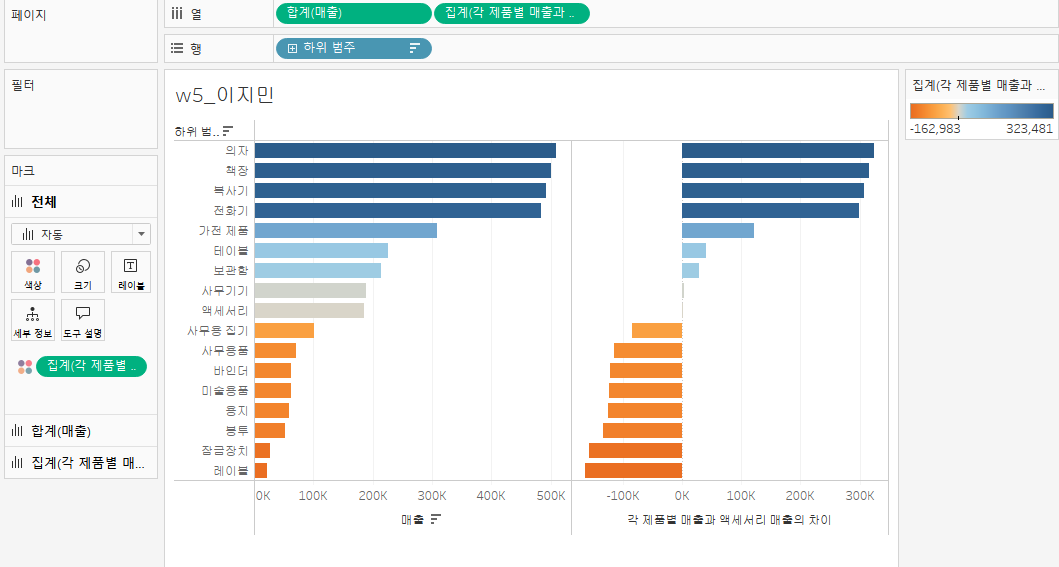 페이지
열
합계(매출)
집계(각 제품별 매출과 ..
행
하위 범주
필터
w5_이지민
집계(각 제품별 매출과 ...
-162,983
323,481
마크
전체
자동
색상
크기
레이블
세부 정보
도구 설명
집계(각 제품별 ..
합계(매출)
집계(각 제품별 매...
하위 범..
의자
책장
복사기
전화기
가전 제품
테이블
보관함
사무기기
액세서리
사무용 집기
사무용품
바인더
미술용품
용지
봉투
잠금장치
레이블
0K 100K 200K 300K 400K 500K
-100K 0K 100K 200K 300K
매출
각 제품별 매출과 액세서리 매출의 차이